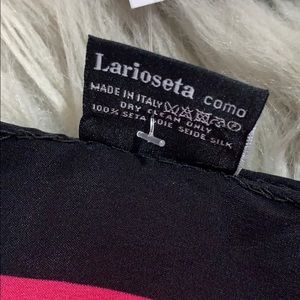 Larioseta como
MADE IN ITALY
DRY CLEAN ONLY
100% SETA SOIE SEIDE SILK